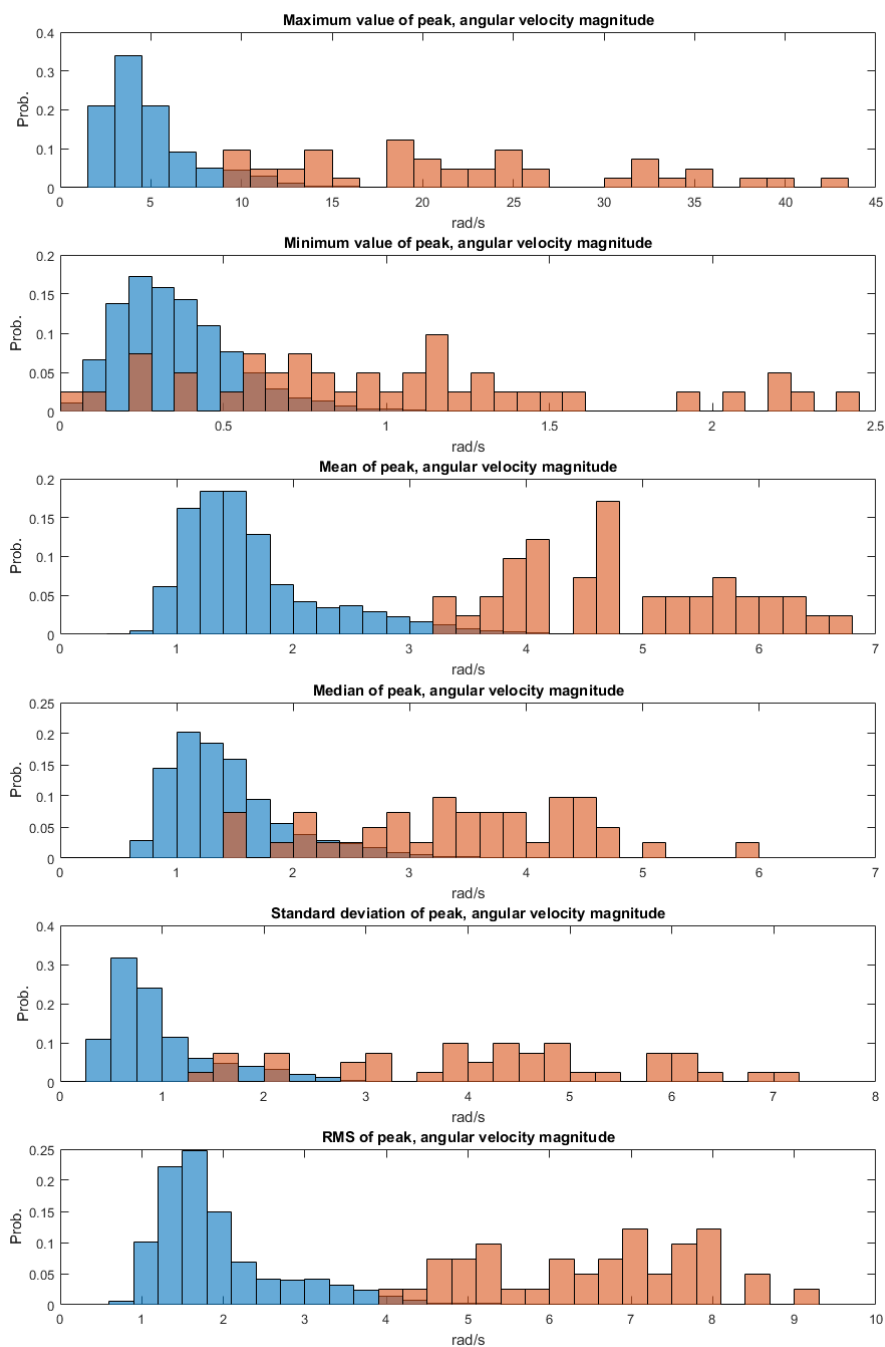 Maximum value of peak, angular velocity magnitude
0.4
0.3
0.2
0.1
0
Prob.
0 5 10 15 20 25 30 35 40 45
rad/s
Minimum value of peak, angular velocity magnitude
0.2
0.15
0.1
0.05
0
Prob.
0 0.5 1 1.5 2 2.5
rad/s
Mean of peak, angular velocity magnitude
0.2
0.15
0.1
0.05
0
Prob.
0 1 2 3 4 5 6 7
rad/s
Median of peak, angular velocity magnitude
0.25
0.2
0.15
0.1
0.05
0
Prob.
0 1 2 3 4 5 6 7
rad/s
Standard deviation of peak, angular velocity magnitude
0.4
0.3
0.2
0.1
0
Prob.
0 1 2 3 4 5 6 7 8
rad/s
RMS of peak, angular velocity magnitude
0.25
0.2
0.15
0.1
0.05
0
Prob.
0 1 2 3 4 5 6 7 8 9 10
rad/s